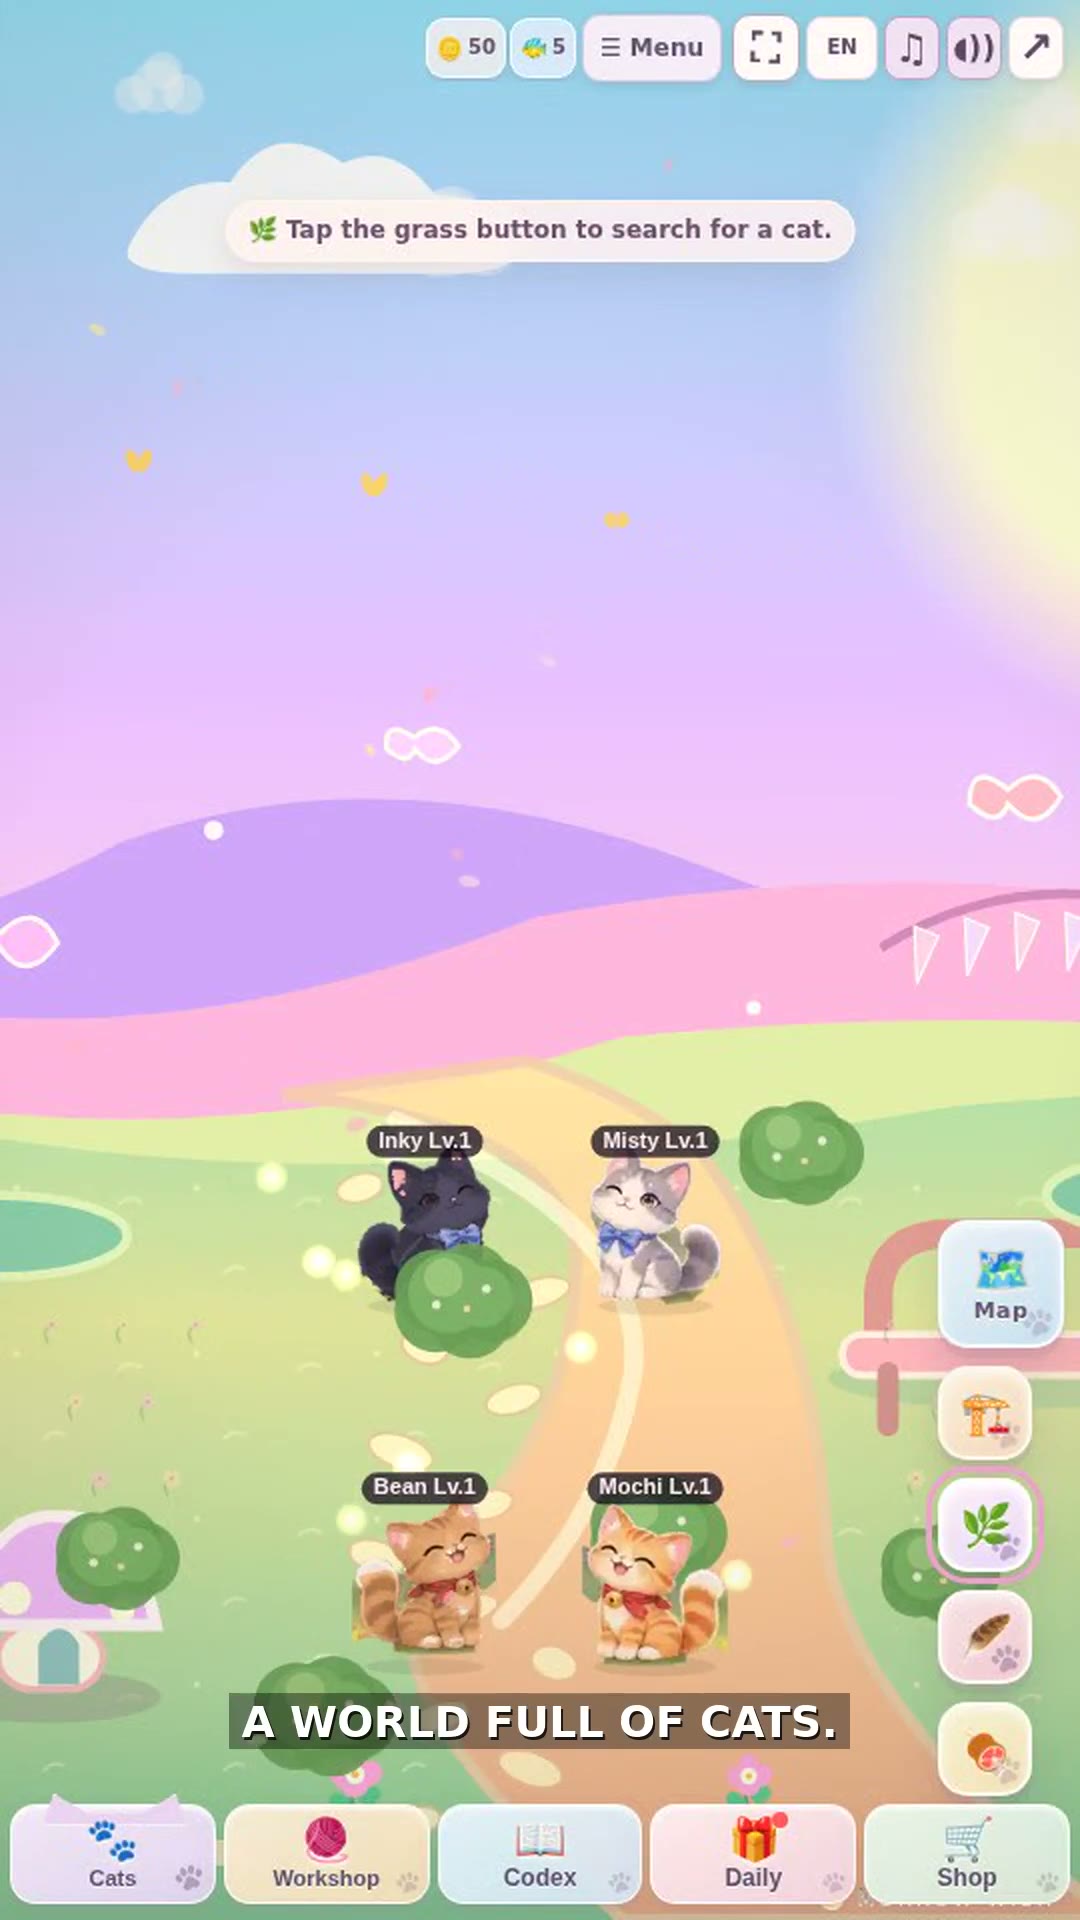 50
5
☰ Menu
EN
Tap the grass button to search for a cat.
Inky Lv.1
Misty Lv.1
Map
Bean Lv.1
Mochi Lv.1
A WORLD FULL OF CATS.
Cats
Workshop
Codex
Daily
Shop